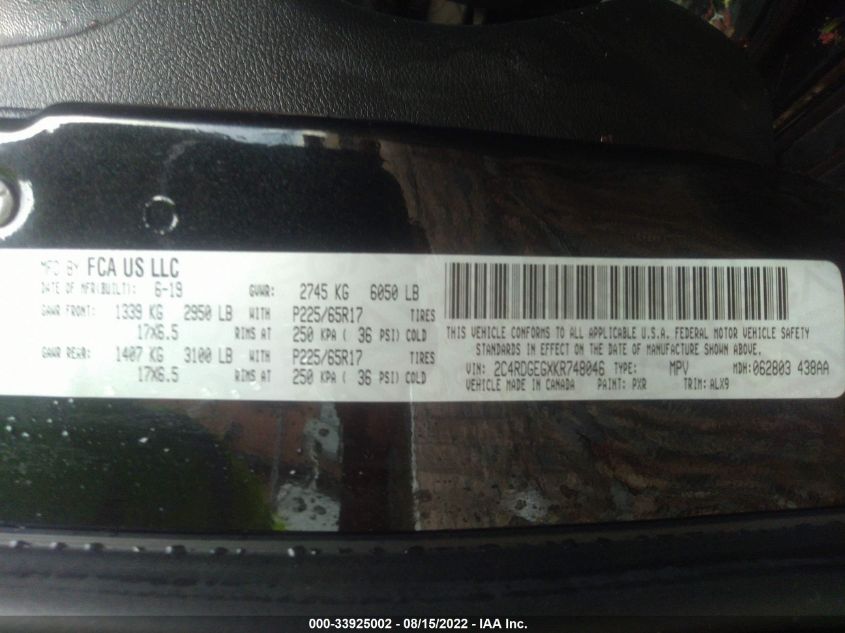 MFD BY FCA US LLC
DATE OF MFR(BUILT): 6-19 GVWR: 2745 KG 6050 LB
GAWR FRONT: 1339 KG 2950 LB WITH P225/65R17 TIRES
17X6.5 RIMS AT 250 KPA ( 36 PSI) COLD
GAWR REAR: 1407 KG 3100 LB WITH P225/65R17 TIRES
17X6.5 RIMS AT 250 KPA ( 36 PSI) COLD
THIS VEHICLE CONFORMS TO ALL APPLICABLE U.S.A. FEDERAL MOTOR VEHICLE SAFETY
STANDARDS IN EFFECT ON THE DATE OF MANUFACTURE SHOWN ABOVE.
VIN: 2C4RDGEGXKR748046 TYPE: MPV MDH:062803 438AA
VEHICLE MADE IN CANADA PAINT: PXR TRIM: ALX9
000-33925002 - 08/15/2022 - IAA Inc.